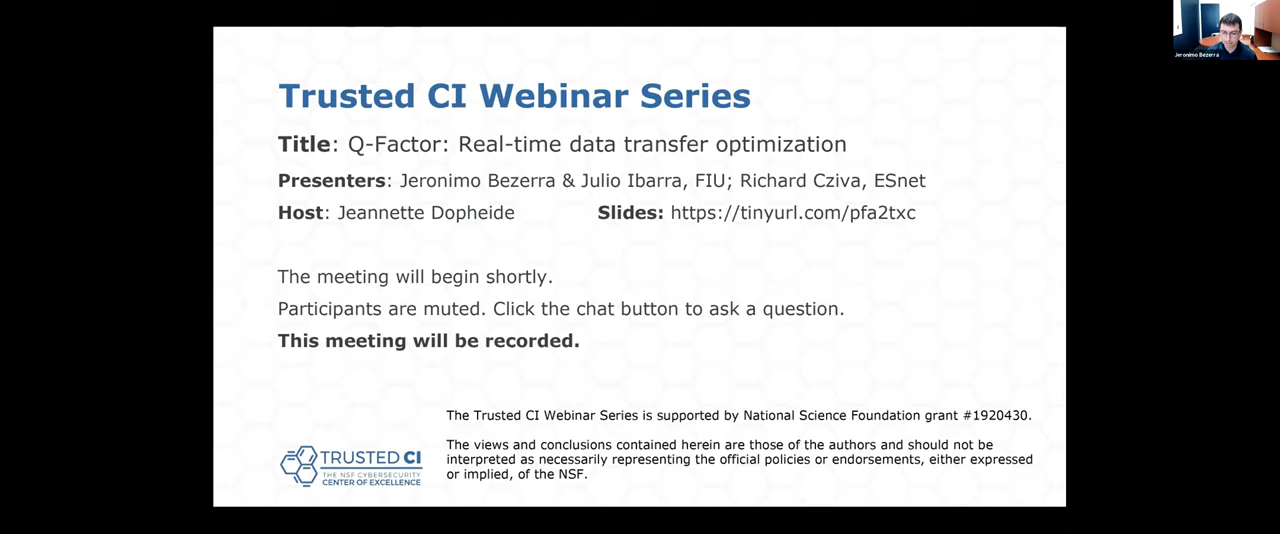 Trusted CI Webinar Series
Title: Q-Factor: Real-time data transfer optimization
Presenters: Jeronimo Bezerra & Julio Ibarra, FIU; Richard Cziva, ESnet
Host: Jeannette Dopheide Slides: https://tinyurl.com/pfa2txc
The meeting will begin shortly.
Participants are muted. Click the chat button to ask a question.
This meeting will be recorded.
The Trusted CI Webinar Series is supported by National Science Foundation grant #1920430.
The views and conclusions contained herein are those of the authors and should not be
interpreted as necessarily representing the official policies or endorsements, either expressed
or implied, of the NSF.
TRUSTED CI
THE NSF CYBERSECURITY
CENTER OF EXCELLENCE
Jeronimo Bezerra